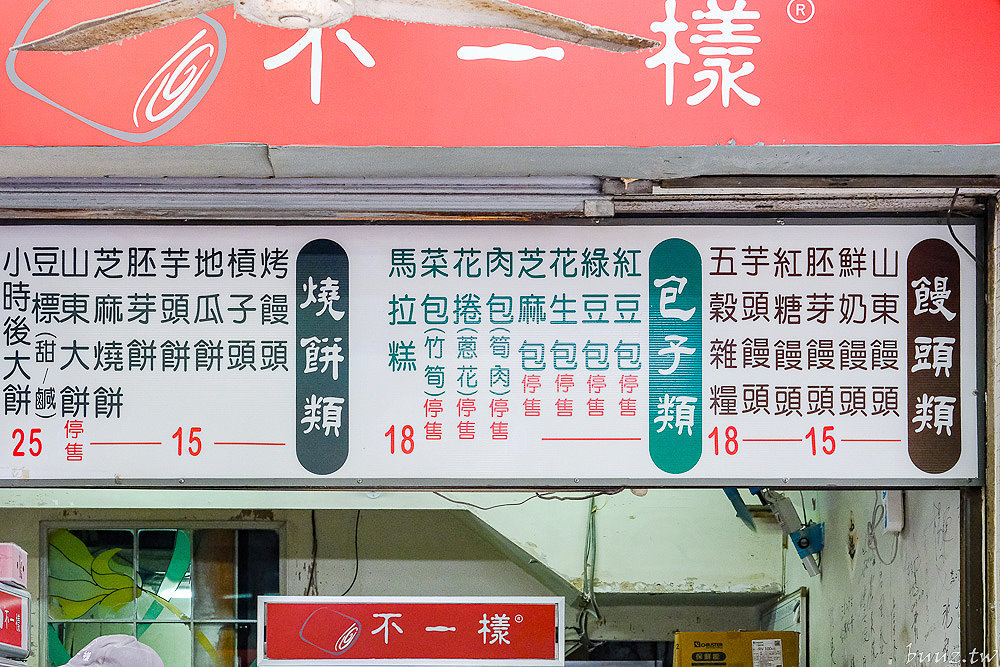 不一樣®
饅頭類
山東饅頭
鮮奶饅頭
胚芽饅頭
紅糖饅頭
芋頭饅頭
15
五穀雜糧
18
包子類
紅豆包停售
綠豆包停售
花生包停售
芝麻包停售
肉包(筍肉)停售
花捲(蔥花)停售
菜包(竹筍)停售
馬拉糕
18
燒餅類
烤饅頭
槓子頭
地瓜餅
芋頭餅
胚芽餅
芝麻燒餅
15
山東大餅停售
豆標(甜/鹹)
小時後大餅
25
不一樣®
不一
buuz.tw